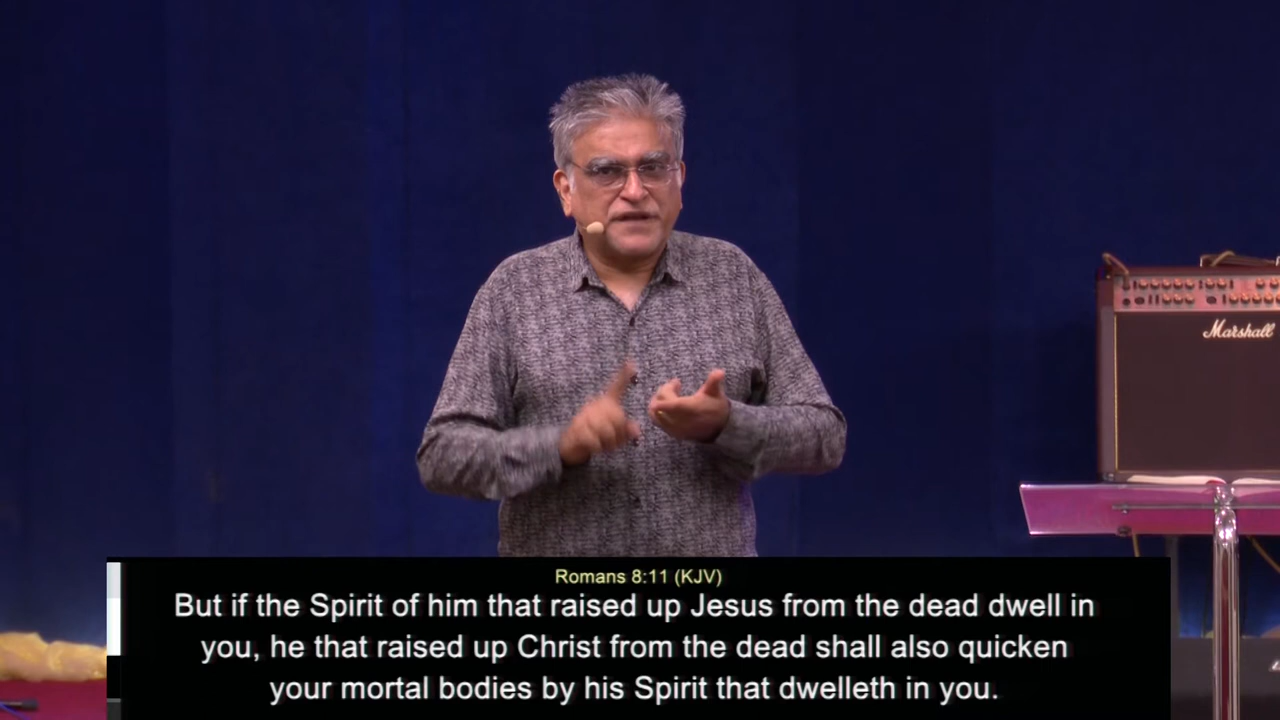 Marshall
Romans 8:11 (KJV)
But if the Spirit of him that raised up Jesus from the dead dwell in
you, he that raised up Christ from the dead shall also quicken
your mortal bodies by his Spirit that dwelleth in you.